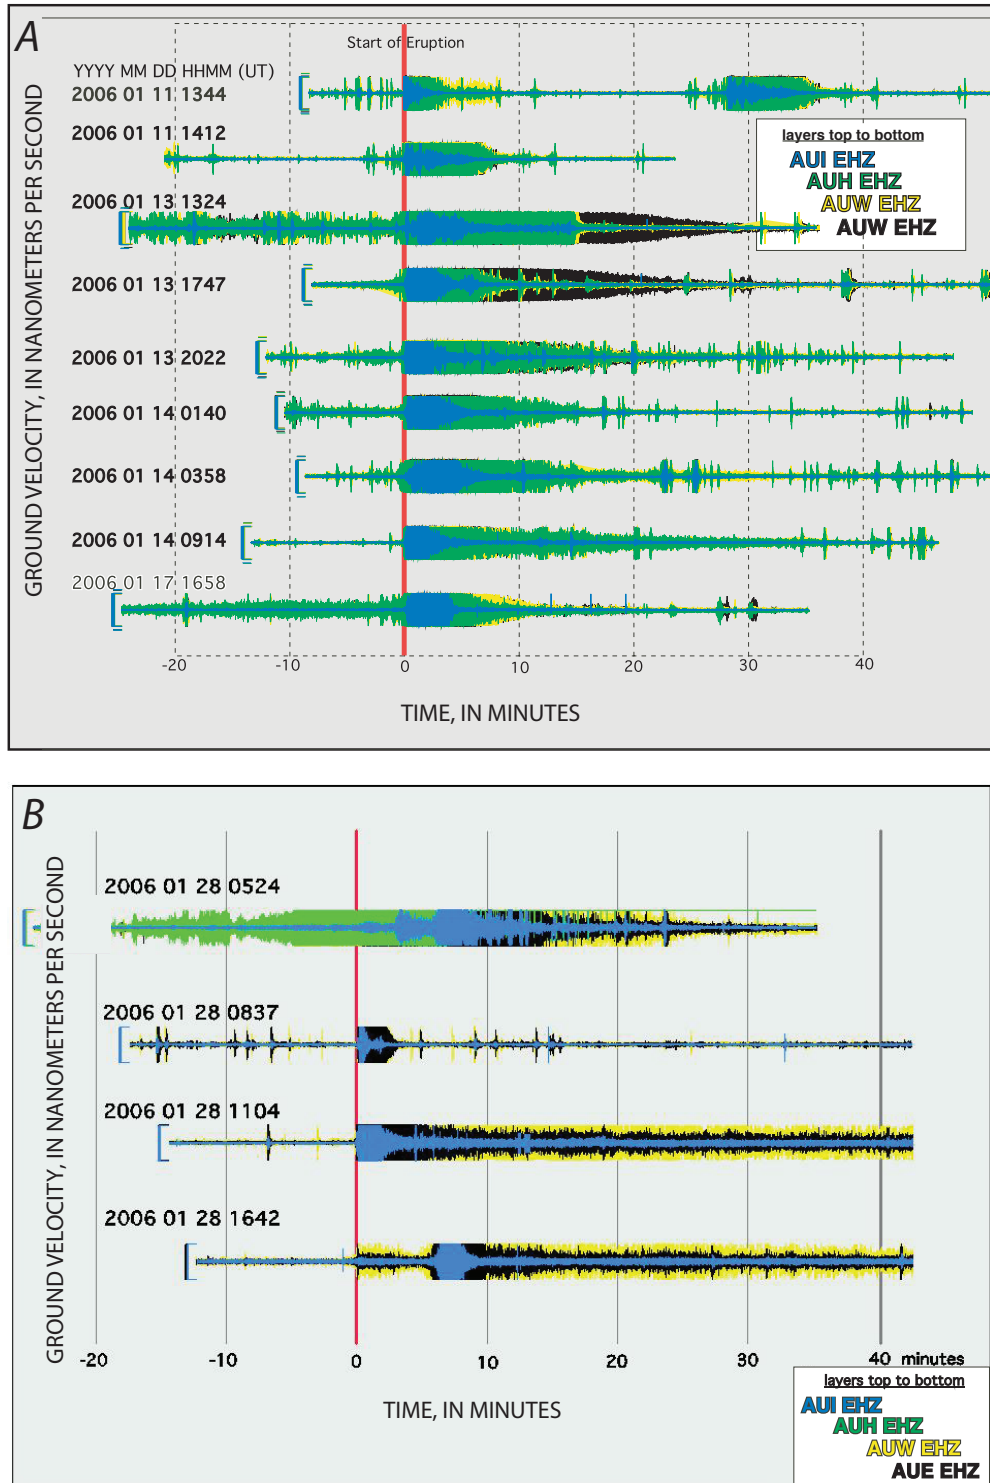 A
Start of Eruption
YYYY MM DD HHMM (UT)
2006 01 11 1344
2006 01 11 1412
2006 01 13 1324
2006 01 13 1747
2006 01 13 2022
2006 01 14 0140
2006 01 14 0358
2006 01 14 0914
2006 01 17 1658
layers top to bottom
AUI EHZ
AUH EHZ
AUW EHZ
AUW EHZ
GROUND VELOCITY, IN NANOMETERS PER SECOND
-20 -10 0 10 20 30 40
TIME, IN MINUTES
B
GROUND VELOCITY, IN NANOMETERS PER SECOND
2006 01 28 0524
2006 01 28 0837
2006 01 28 1104
2006 01 28 1642
-20 -10 0 10 20 30 40 minutes
TIME, IN MINUTES
layers top to bottom
AUI EHZ
AUH EHZ
AUW EHZ
AUE EHZ